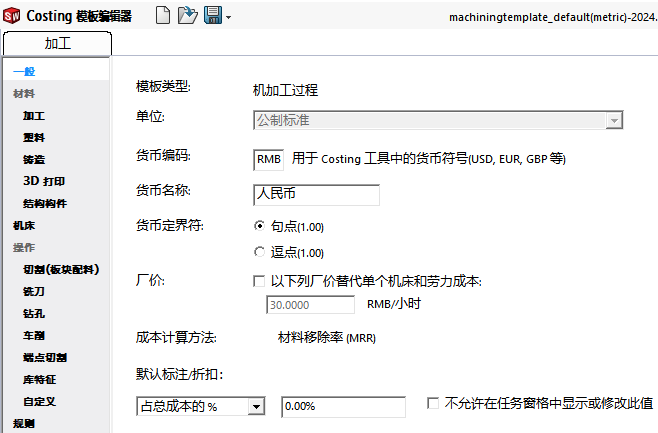 SW Costing 模板编辑器 machiningtemplate_default(metric)-2024.
加工
一般
材料
加工
塑料
铸造
3D 打印
结构构件
机床
操作
切割(板块配料)
铣刀
钻孔
车削
端点切割
库特征
自定义
规则
模板类型: 机加工过程
单位: 公制标准
货币编码: RMB 用于 Costing 工具中的货币符号(USD, EUR, GBP 等)
货币名称: 人民币
货币定界符: 句点(1.00)
逗点(1.00)
厂价: 以下列厂价替代单个机床和劳力成本:
30.0000 RMB/小时
成本计算方法: 材料移除率 (MRR)
默认标注/折扣:
占总成本的 % 0.00% 不允许在任务窗格中显示或修改此值